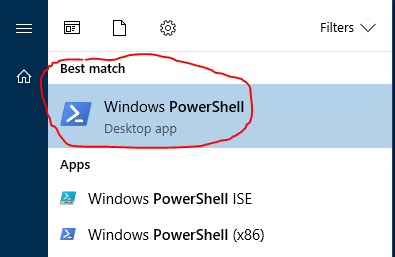 Filters
Best match
Windows PowerShell
Desktop app
Apps
Windows PowerShell ISE
Windows PowerShell (x86)